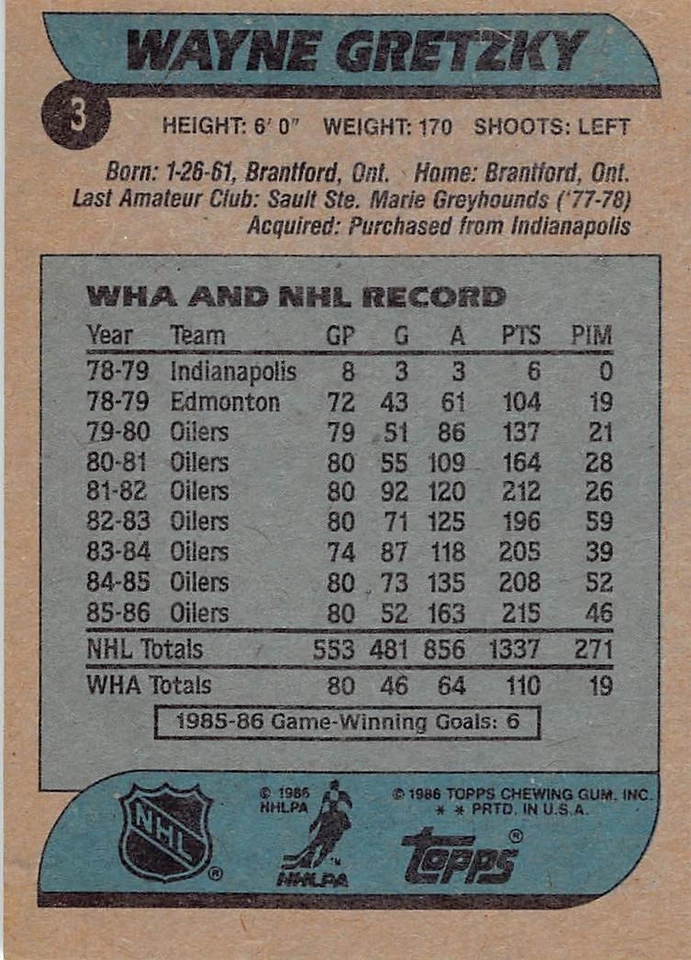 WAYNE GRETZKY
3
HEIGHT: 6' 0" WEIGHT: 170 SHOOTS: LEFT
Born: 1-26-61, Brantford, Ont. Home: Brantford, Ont.
Last Amateur Club: Sault Ste. Marie Greyhounds ('77-78)
Acquired: Purchased from Indianapolis
WHA AND NHL RECORD
Year Team GP G A PTS PIM
78-79 Indianapolis 8 3 3 6 0
78-79 Edmonton 72 43 61 104 19
79-80 Oilers 79 51 86 137 21
80-81 Oilers 80 55 109 164 28
81-82 Oilers 80 92 120 212 26
82-83 Oilers 80 71 125 196 59
83-84 Oilers 74 87 118 205 39
84-85 Oilers 80 73 135 208 52
85-86 Oilers 80 52 163 215 46
NHL Totals 553 481 856 1337 271
WHA Totals 80 46 64 110 19
1985-86 Game-Winning Goals: 6
© 1986 © 1986 TOPPS CHEWING GUM, INC.
NHLPA * * PRTD. IN U.S.A.
NHL ® NHLPA ™ TOPPS ®